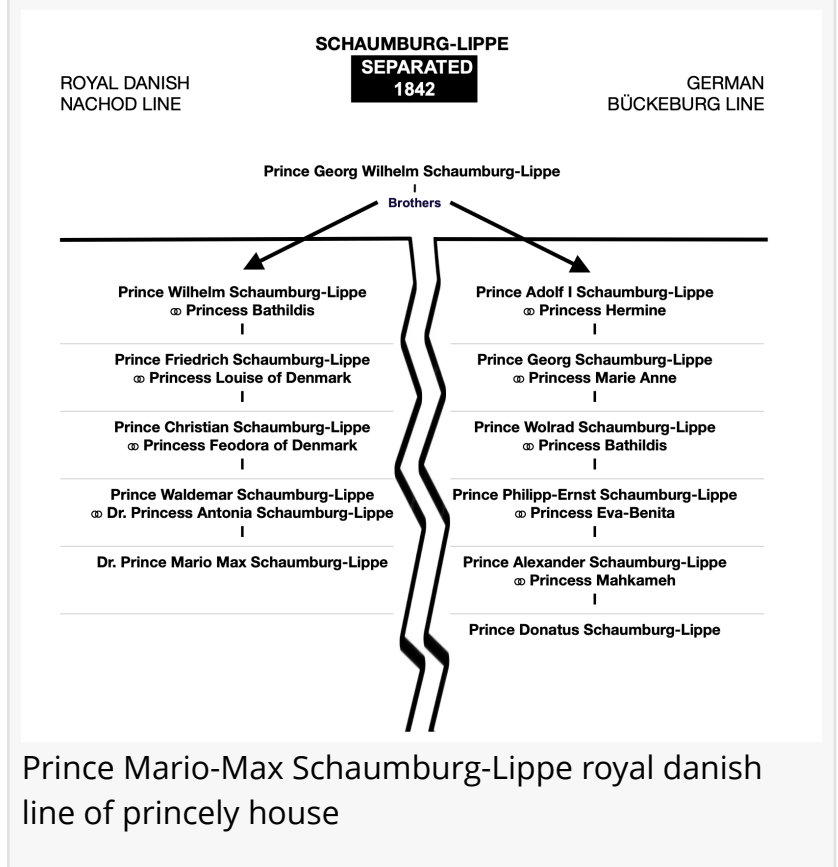 SCHAUMBURG-LIPPE
SEPARATED
1842
ROYAL DANISH
NACHOD LINE
GERMAN
BÜCKEBURG LINE
Prince Georg Wilhelm Schaumburg-Lippe
Brothers
Prince Wilhelm Schaumburg-Lippe
⚭ Princess Bathildis
Prince Friedrich Schaumburg-Lippe
⚭ Princess Louise of Denmark
Prince Christian Schaumburg-Lippe
⚭ Princess Feodora of Denmark
Prince Waldemar Schaumburg-Lippe
⚭ Dr. Princess Antonia Schaumburg-Lippe
Dr. Prince Mario Max Schaumburg-Lippe
Prince Adolf I Schaumburg-Lippe
⚭ Princess Hermine
Prince Georg Schaumburg-Lippe
⚭ Princess Marie Anne
Prince Wolrad Schaumburg-Lippe
⚭ Princess Bathildis
Prince Philipp-Ernst Schaumburg-Lippe
⚭ Princess Eva-Benita
Prince Alexander Schaumburg-Lippe
⚭ Princess Mahkameh
Prince Donatus Schaumburg-Lippe
Prince Mario-Max Schaumburg-Lippe royal danish
line of princely house